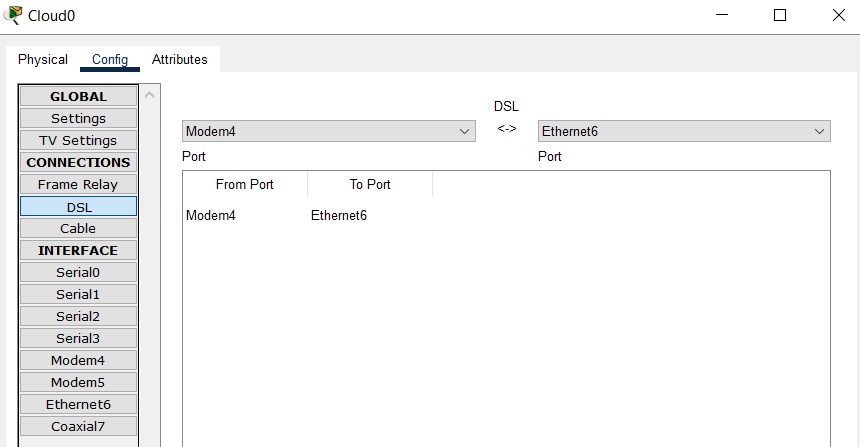 Cloud0
Physical Config Attributes
GLOBAL
Settings
TV Settings
CONNECTIONS
Frame Relay
DSL
Cable
INTERFACE
Serial0
Serial1
Serial2
Serial3
Modem4
Modem5
Ethernet6
Coaxial7
DSL
Modem4 <-> Ethernet6
Port Port
From Port To Port
Modem4 Ethernet6